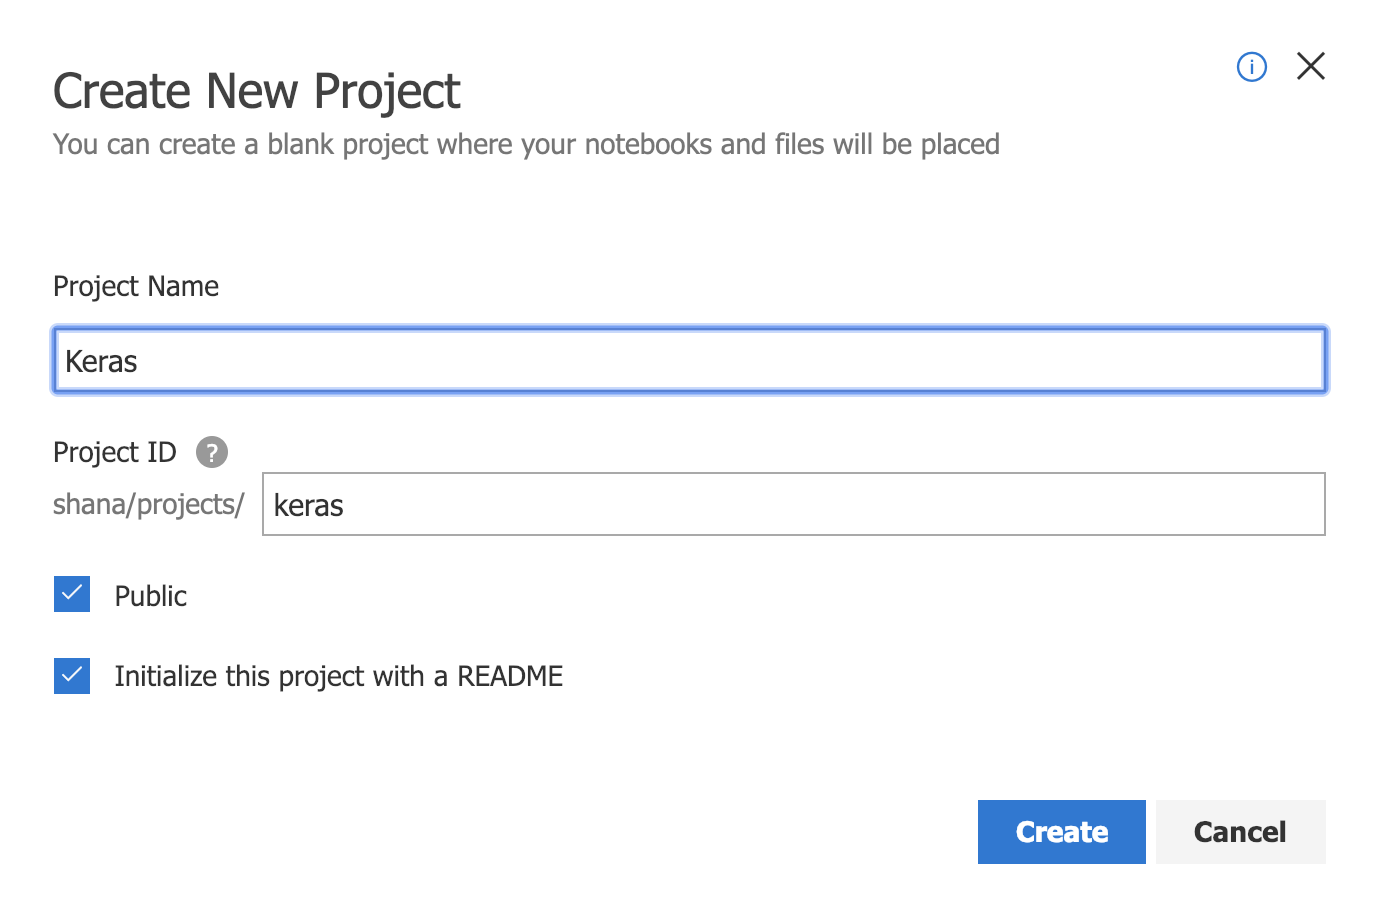 Create New Project
You can create a blank project where your notebooks and files will be placed
Project Name
Keras
Project ID ?
shana/projects/ keras
Public
Initialize this project with a README
Create Cancel